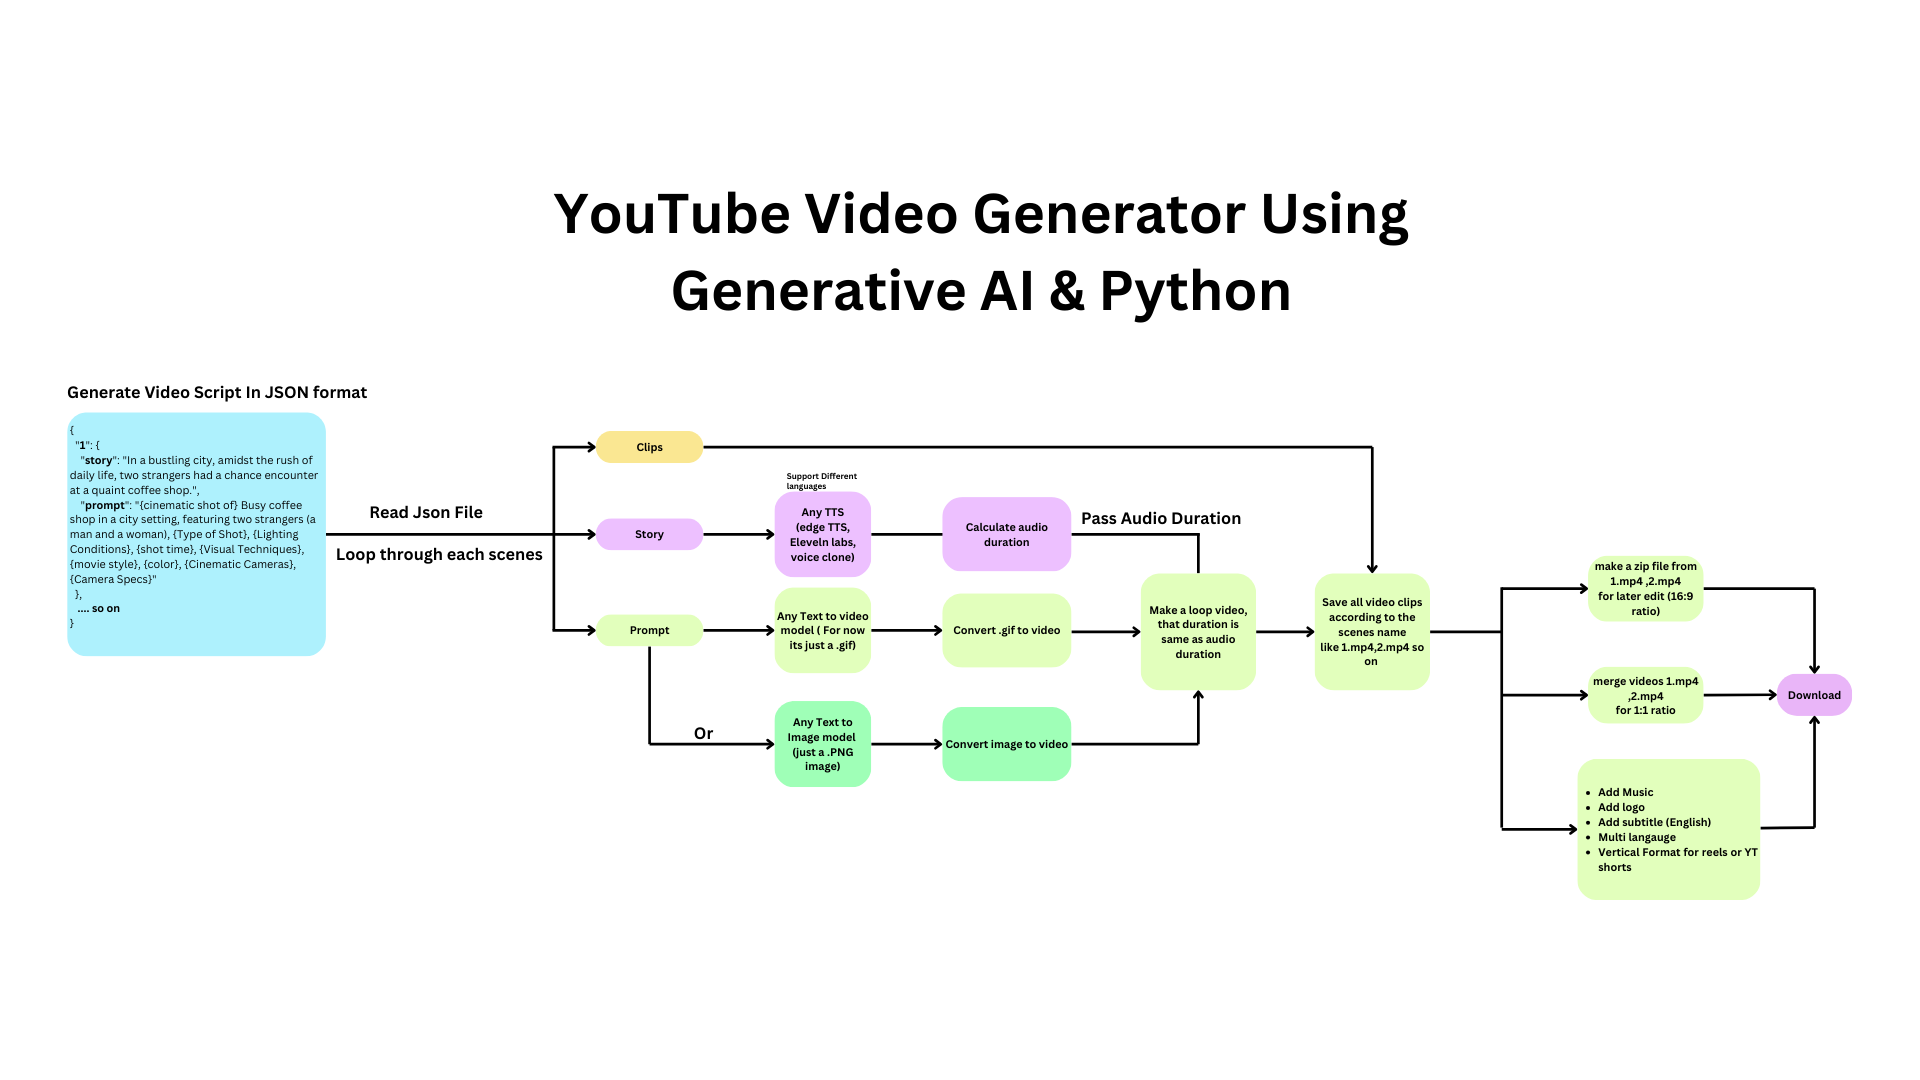 YouTube Video Generator Using
Generative AI & Python
Generate Video Script In JSON format
{
"1": {
"story": "In a bustling city, amidst the rush of
daily life, two strangers had a chance encounter
at a quaint coffee shop.",
"prompt": "{cinematic shot of} Busy coffee
shop in a city setting, featuring two strangers (a
man and a woman), {Type of Shot}, {Lighting
Conditions}, {shot time}, {Visual Techniques},
{movie style}, {color}, {Cinematic Cameras},
{Camera Specs}"
},
.... so on
}
Read Json File
Loop through each scenes
Clips
Story
Prompt
Or
Support Different
languages
Any TTS
(edge TTS,
Eleveln labs,
voice clone)
Calculate audio
duration
Pass Audio Duration
Any Text to video
model ( For now
its just a .gif)
Convert .gif to video
Any Text to
Image model
(just a .PNG
image)
Convert image to video
Make a loop video,
that duration is
same as audio
duration
Save all video clips
according to the
scenes name
like 1.mp4,2.mp4 so
on
make a zip file from
1.mp4 ,2.mp4
for later edit (16:9
ratio)
merge videos 1.mp4
,2.mp4
for 1:1 ratio
• Add Music
• Add logo
• Add subtitle (English)
• Multi langauge
• Vertical Format for reels or YT
shorts
Download